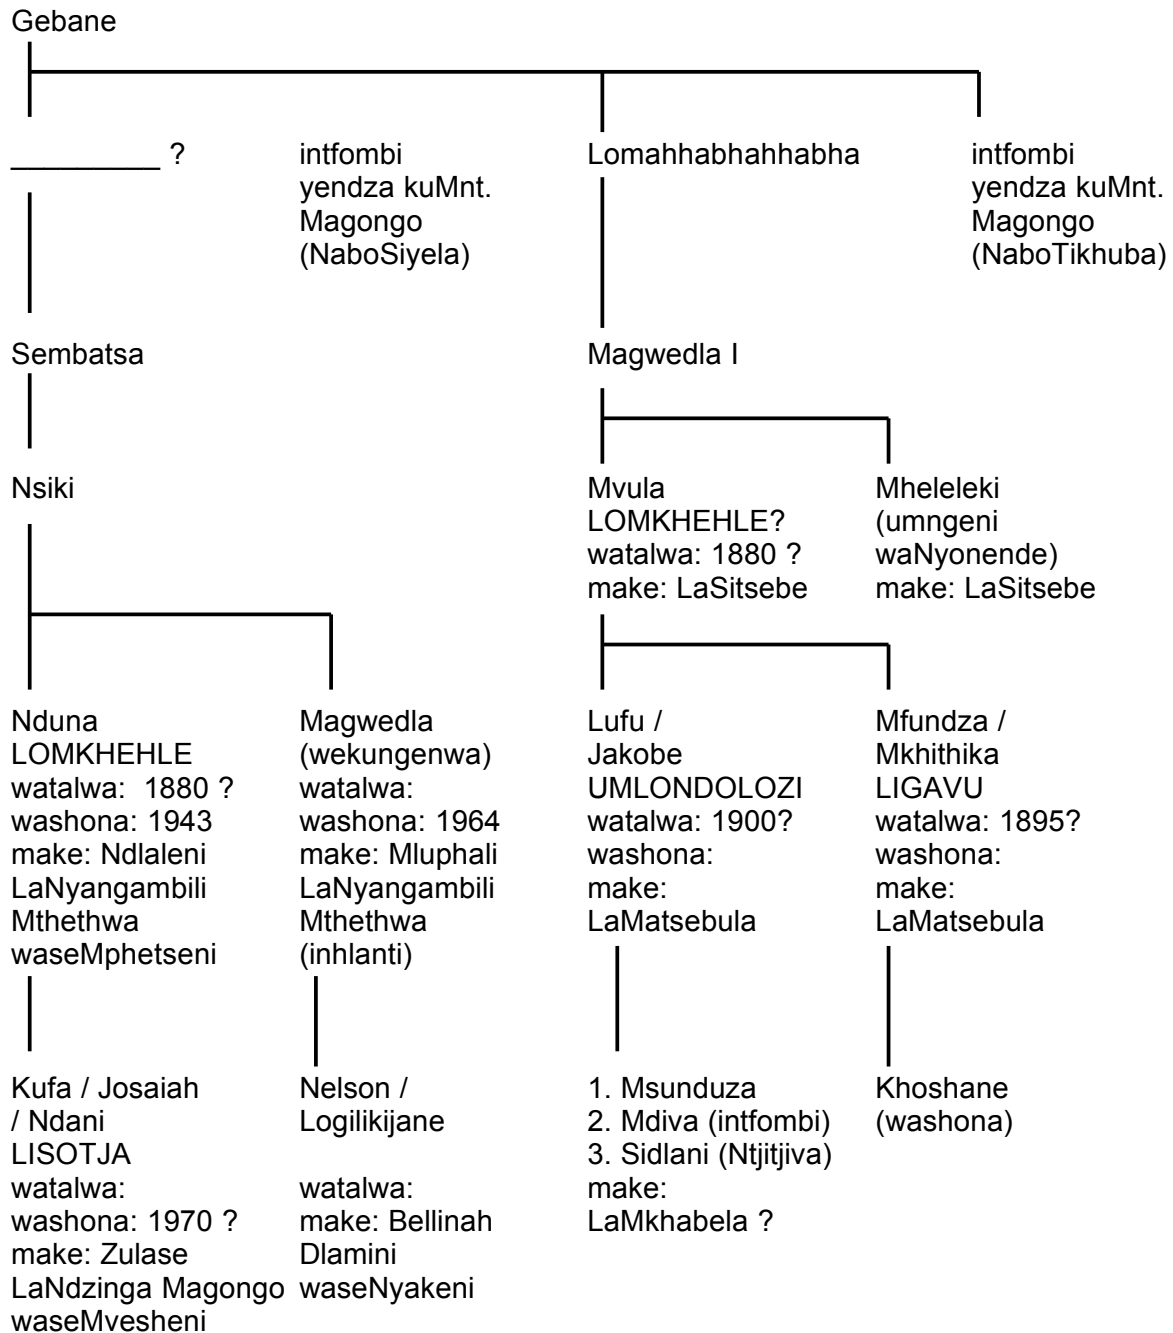 Gebane
_________ ?
intfombi
yendza kuMnt.
Magongo
(NaboSiyela)
Lomahhabhahhabha
intfombi
yendza kuMnt.
Magongo
(NaboTikhuba)
Sembatsa
Magwedla I
Nsiki
Mvula
LOMKHEHLE?
watalwa: 1880 ?
make: LaSitsebe
Mheleleki
(umngeni
waNyonende)
make: LaSitsebe
Nduna
LOMKHEHLE
watalwa:  1880 ?
washona: 1943
make: Ndlaleni
LaNyangambili
Mthethwa
waseMphetseni
Magwedla
(wekungenwa)
watalwa:
washona: 1964
make: Mluphali
LaNyangambili
Mthethwa
(inhlanti)
Lufu /
Jakobe
UMLONDOLOZI
watalwa: 1900?
washona:
make:
LaMatsebula
Mfundza /
Mkhithika
LIGAVU
watalwa: 1895?
washona:
make:
LaMatsebula
Kufa / Josaiah
/ Ndani
LISOTJA
watalwa:
washona: 1970 ?
make: Zulase
LaNdzinga Magongo
waseMvesheni
Nelson /
Logilikijane
watalwa:
make: Bellinah
Dlamini
waseNyakeni
1. Msunduza
2. Mdiva (intfombi)
3. Sidlani (Ntjitjiva)
make:
LaMkhabela ?
Khoshane
(washona)